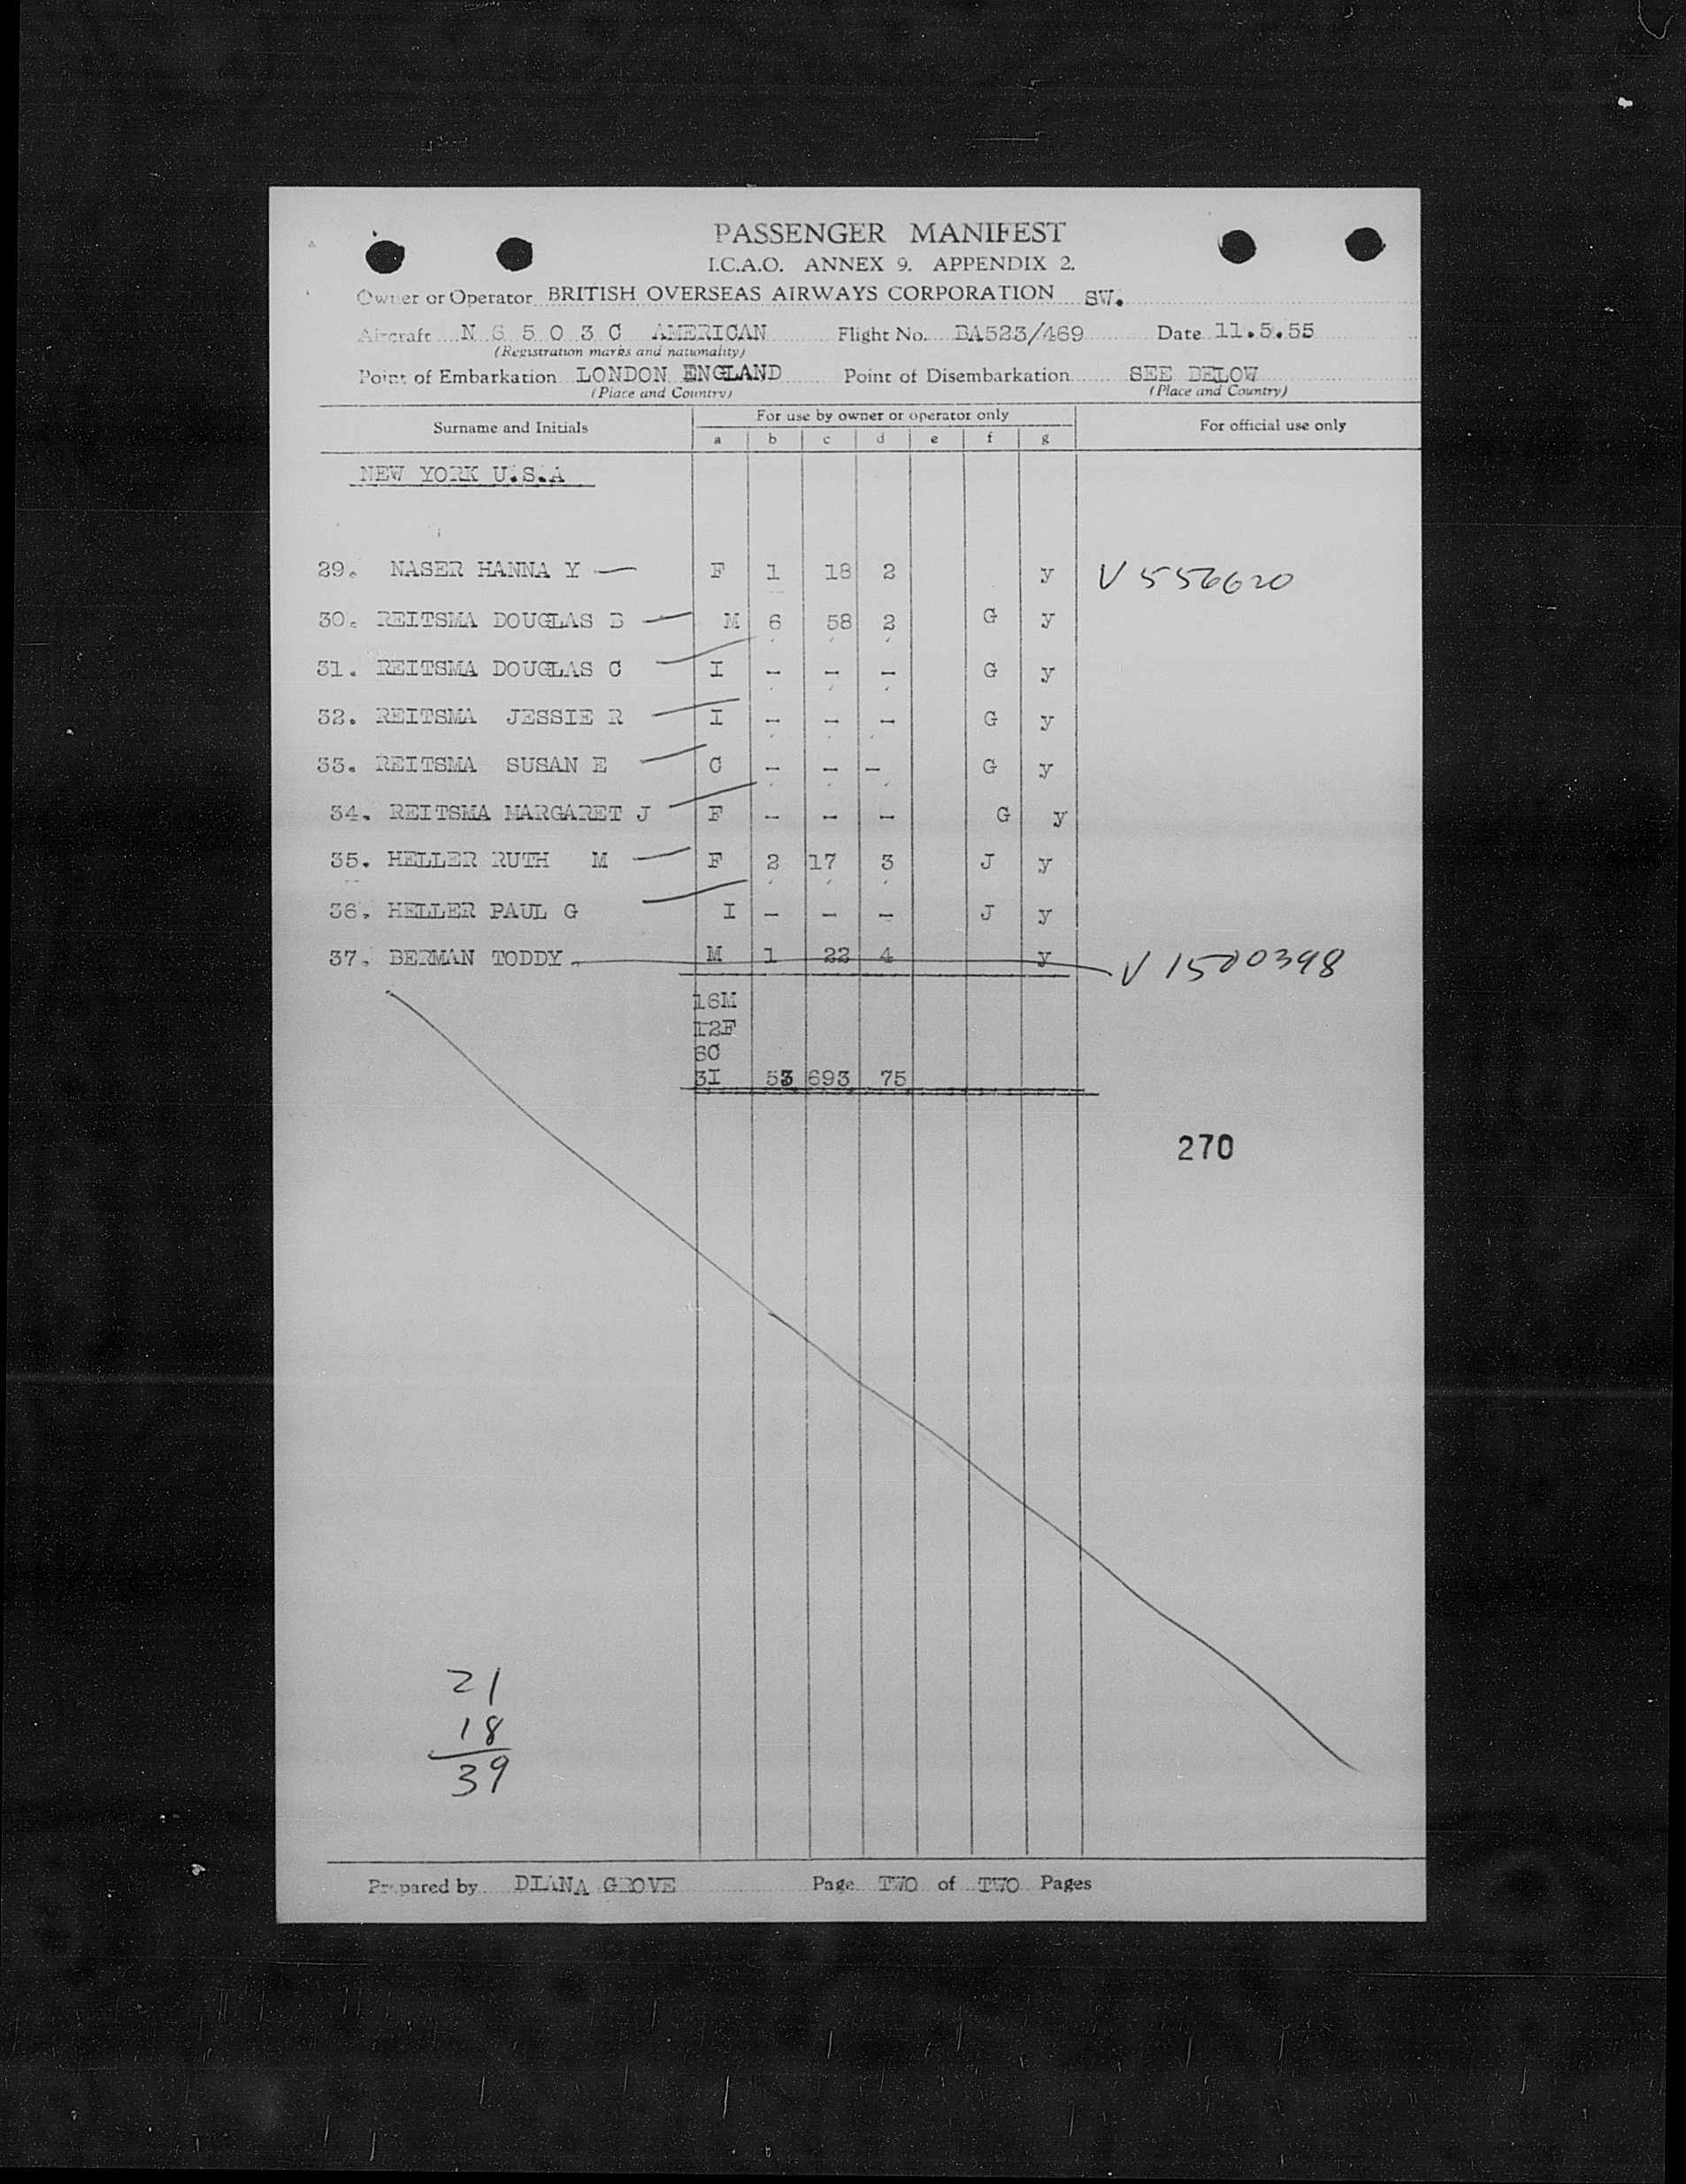 PASSENGER MANIFEST
I.C.A.O. ANNEX 9. APPENDIX 2.
Owner or Operator BRITISH OVERSEAS AIRWAYS CORPORATION SW.
Aircraft N 6 5 0 3 C AMERICAN Flight No. BA523/469 Date 11.5.55
(Registration marks and nationality)
Point of Embarkation LONDON ENGLAND Point of Disembarkation SEE BELOW
(Place and Country) (Place and Country)
Surname and Initials For use by owner or operator only For official use only
a b c d e f g
NEW YORK U.S.A
29. NASER HANNA Y — F 1 18 2 y V 556620
30. REITSMA DOUGLAS B — M 6 58 2 G y
31. REITSMA DOUGLAS C — I - - - G y
32. REITSMA JESSIE R — I - - - G y
33. REITSMA SUSAN E — C - - - G y
34. REITSMA MARGARET J — F - - - G y
35. HELLER RUTH M — F 2 17 3 J y
36. HELLER PAUL G — I - - - J y
37. BERMAN TODDY — M 1 22 4 y V 1500398
16M
12F
6C
3I 53 693 75
270
21
18
39
Prepared by DIANA GROVE Page TWO of TWO Pages